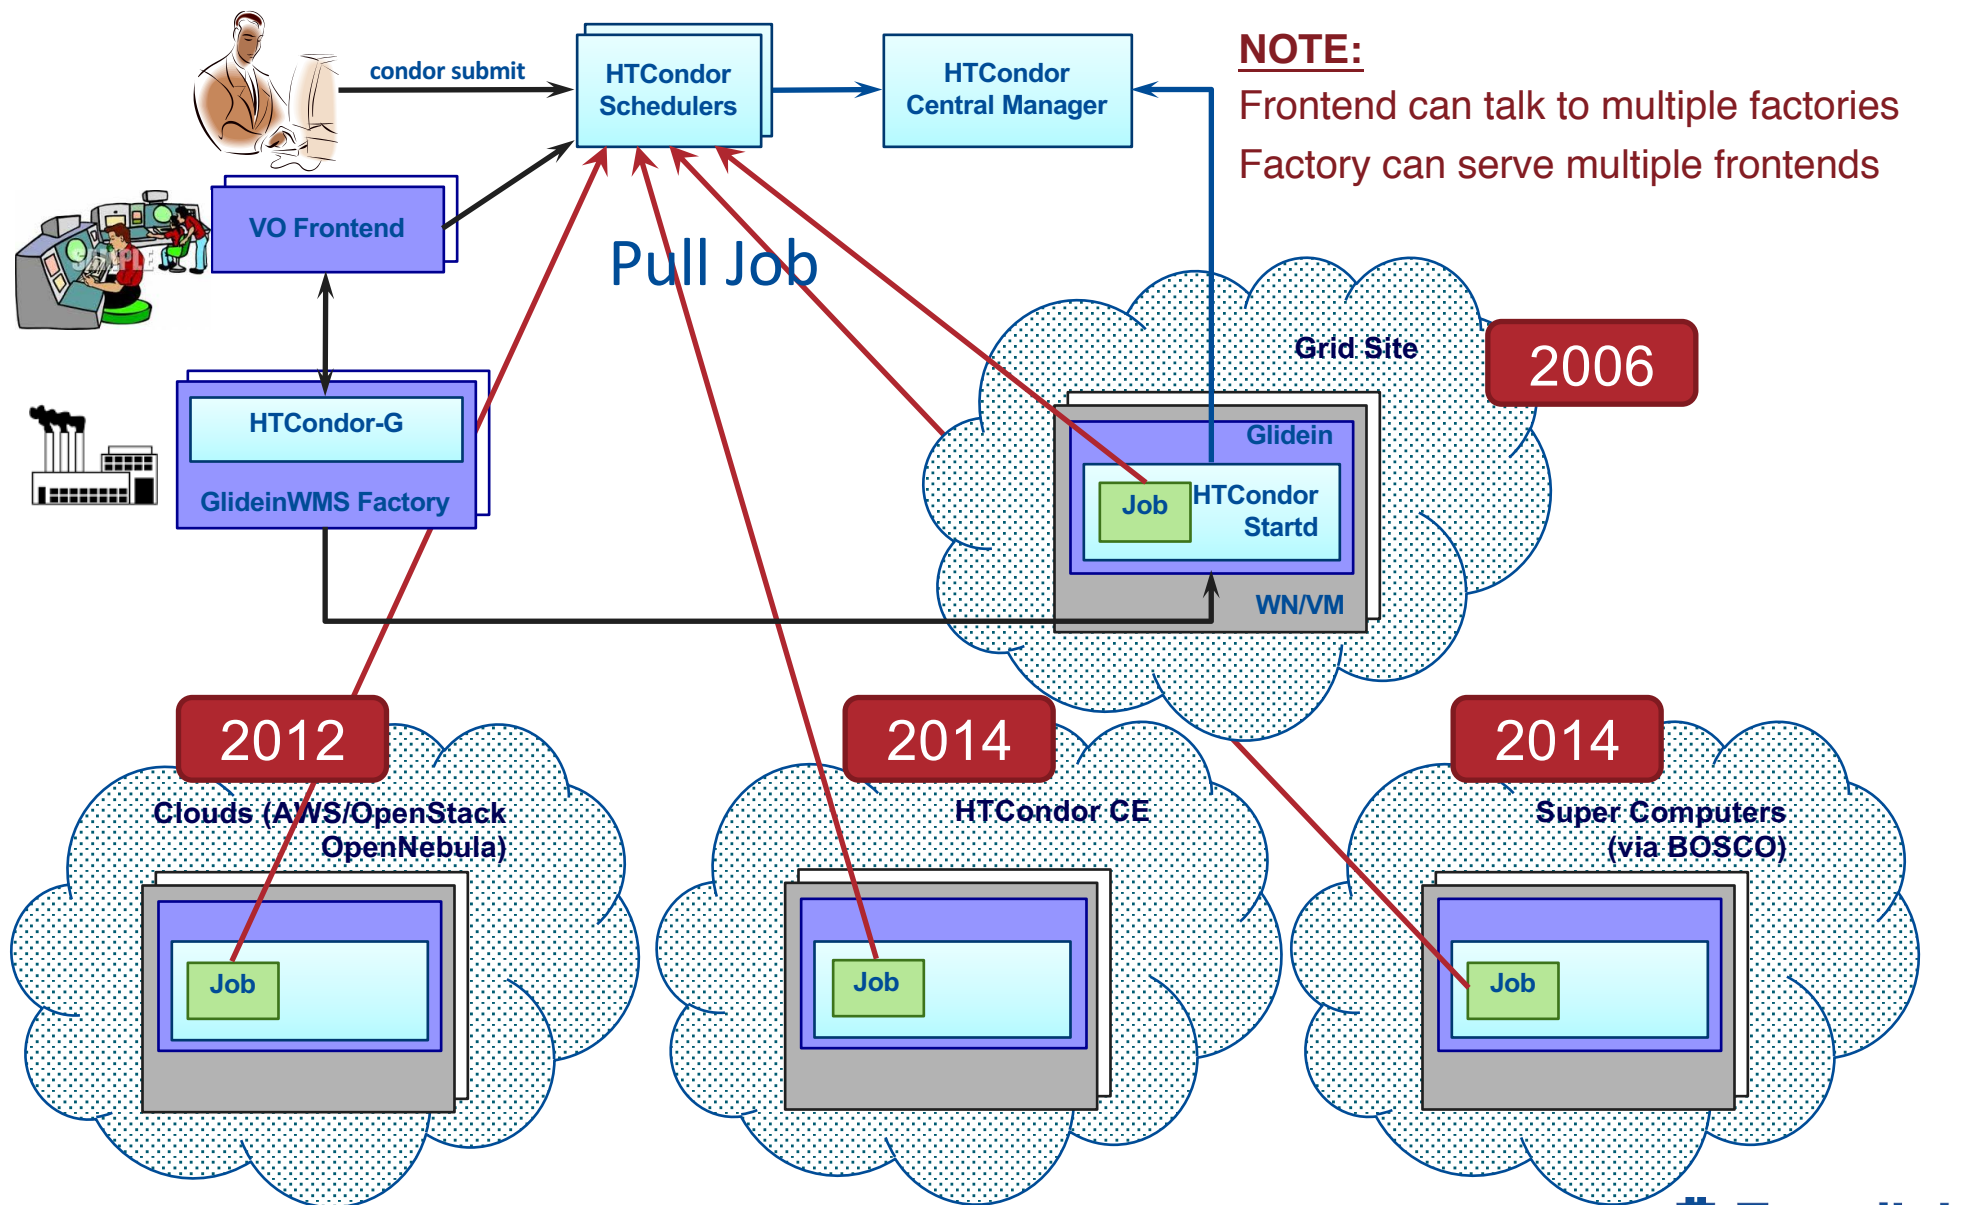 condor submit
HTCondor
Schedulers
HTCondor
Central Manager
NOTE:
Frontend can talk to multiple factories
Factory can serve multiple frontends
VO Frontend
SAMPLE
Pull Job
Grid Site
2006
HTCondor-G
GlideinWMS Factory
Glidein
Job
HTCondor
Startd
WN/VM
2012
Clouds (AWS/OpenStack
OpenNebula)
Job
2014
HTCondor CE
Job
2014
Super Computers
(via BOSCO)
Job